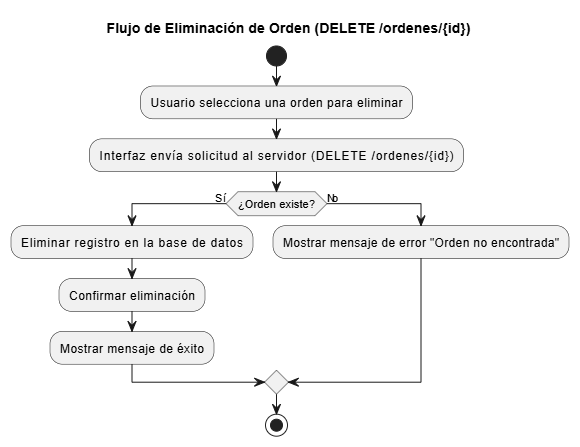 Flujo de Eliminación de Orden (DELETE /ordenes/{id})
Usuario selecciona una orden para eliminar
Interfaz envía solicitud al servidor (DELETE /ordenes/{id})
¿Orden existe?
Sí
No
Eliminar registro en la base de datos
Mostrar mensaje de error "Orden no encontrada"
Confirmar eliminación
Mostrar mensaje de éxito